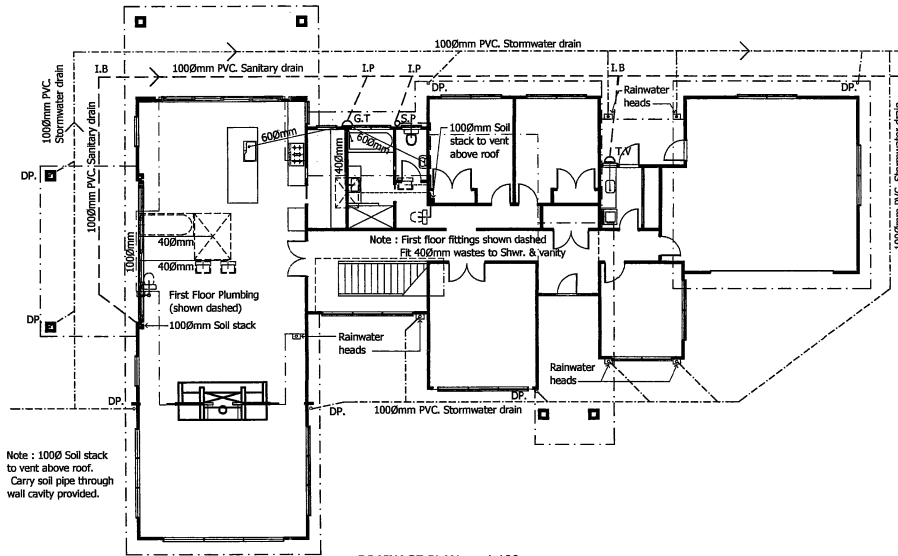 100Ømm PVC. Stormwater drain
I.B
100Ømm PVC. Sanitary drain
I.P
I.P
I.B
DP.
DP.
100Ømm PVC.
Stormwater drain
100Ømm PVC. Sanitary drain
Rainwater
heads
G.T
S.P
60Ømm
60Ømm
100Ømm Soil
stack to vent
above roof
T.V
40Ømm
DP.
100Ømm
40Ømm
40Ømm
Note : First floor fittings shown dashed
Fit 40Ømm wastes to Shwr. & vanity
First Floor Plumbing
(shown dashed)
100Ømm Soil stack
DP.
Rainwater
heads
Rainwater
heads
DP.
DP.
DP.
100Ømm PVC. Stormwater drain
Note : 100Ø Soil stack
to vent above roof.
Carry soil pipe through
wall cavity provided.